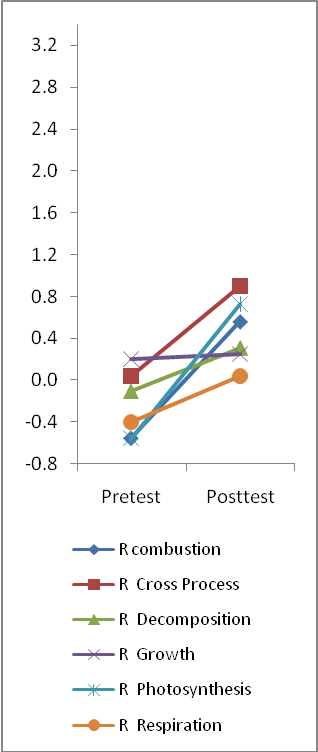 3.2
2.8
2.4
2.0
1.6
1.2
0.8
0.4
0.0
-0.4
-0.8
Pretest Posttest
R combustion
R Cross Process
R Decomposition
R Growth
R Photosynthesis
R Respiration